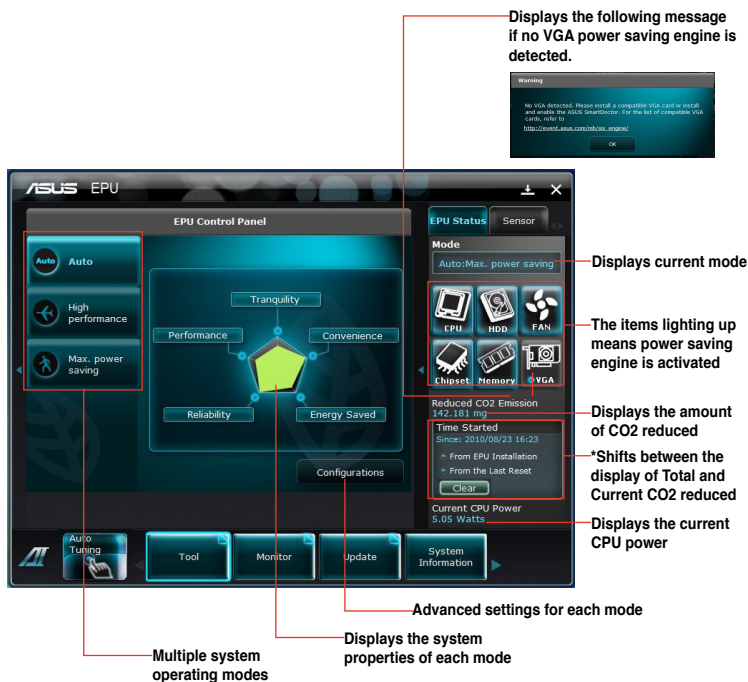 Displays the following message
if no VGA power saving engine is
detected.
Warning
No VGA detected. Please install a compatible VGA card or install
and enable the ASUS SmartDoctor. For the list of compatible VGA
cards, refer to
http://event.asus.com/mb/six_engine/
OK
ASUS EPU
EPU Control Panel
EPU Status
Sensor
Auto
Auto
High
performance
Max. power
saving
Tranquility
Performance
Convenience
Reliability
Energy Saved
Configurations
Mode
Auto:Max. power saving
Displays current mode
CPU
HDD
FAN
Chipset
Memory
VGA
The items lighting up
means power saving
engine is activated
Reduced CO2 Emission
142.181 mg
Displays the amount
of CO2 reduced
Time Started
Since: 2010/08/23 16:23
From EPU Installation
From the Last Reset
Clear
*Shifts between the
display of Total and
Current CO2 reduced
Current CPU Power
5.05 Watts
Displays the current
CPU power
Auto
Tuning
Tool
Monitor
Update
System
Information
Advanced settings for each mode
Displays the system
properties of each mode
Multiple system
operating modes